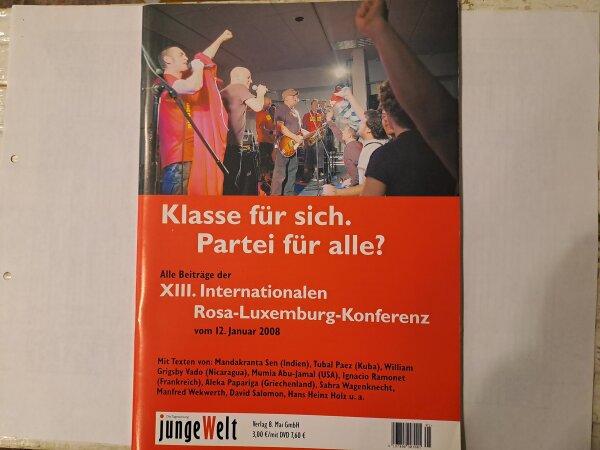 Klasse für sich.
Partei für alle?
Alle Beiträge der
XIII. Internationalen
Rosa-Luxemburg-Konferenz
vom 12. Januar 2008
Mit Texten von: Mandakranta Sen (Indien), Tubal Paez (Kuba), William
Grigsby Vado (Nicaragua), Mumia Abu-Jamal (USA), Ignacio Ramonet
(Frankreich), Aleka Papariga (Griechenland), Sahra Wagenknecht,
Manfred Wekwerth, David Salomon, Hans Heinz Holz u. a.
Die Tageszeitung
jungeWelt
Verlag 8. Mai GmbH
3,00 €/mit DVD 7,60 €